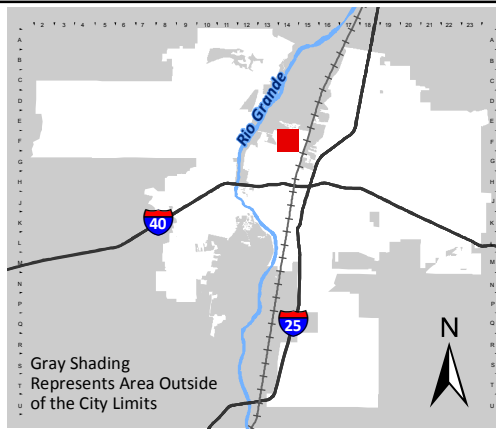 1 2 3 4 5 6 7 8 9 10 11 12 13 14 15 16 17 18 19 20 21 22 23
A
B
C
D
E
F
G
H
J
K
L
M
N
P
Q
R
S
T
U
A
B
C
D
E
F
G
H
J
K
L
M
N
P
Q
R
S
T
U
Rio Grande
40
25
N
Gray Shading
Represents Area Outside
of the City Limits